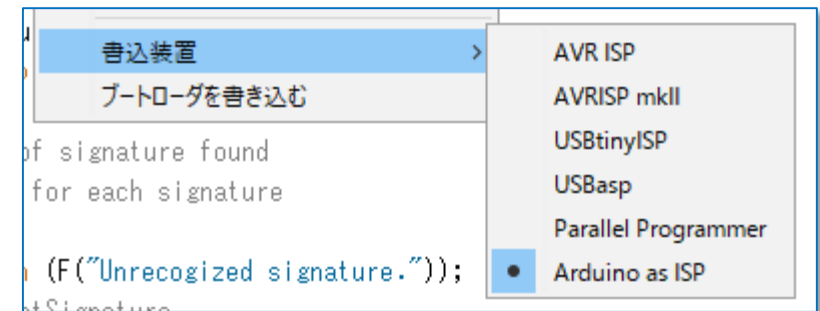 書込装置 >
ブートローダを書き込む
AVR ISP
AVRISP mkII
USBtinyISP
USBasp
Parallel Programmer
Arduino as ISP
of signature found
for each signature
(F("Unrecogized signature."));